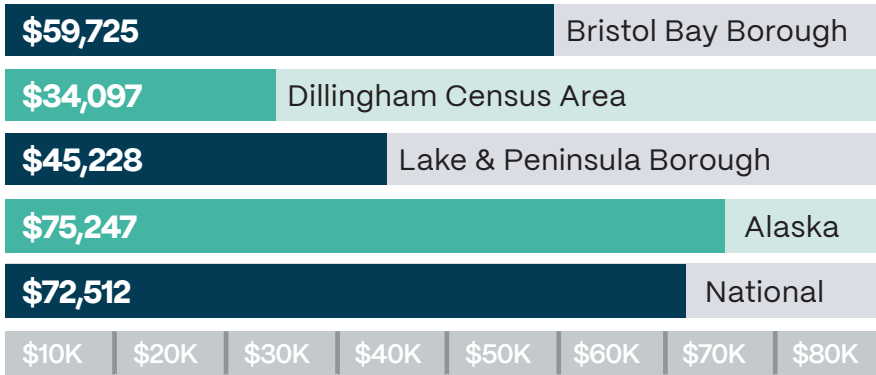 $59,725 Bristol Bay Borough
$34,097 Dillingham Census Area
$45,228 Lake & Peninsula Borough
$75,247 Alaska
$72,512 National
$10K $20K $30K $40K $50K $60K $70K $80K